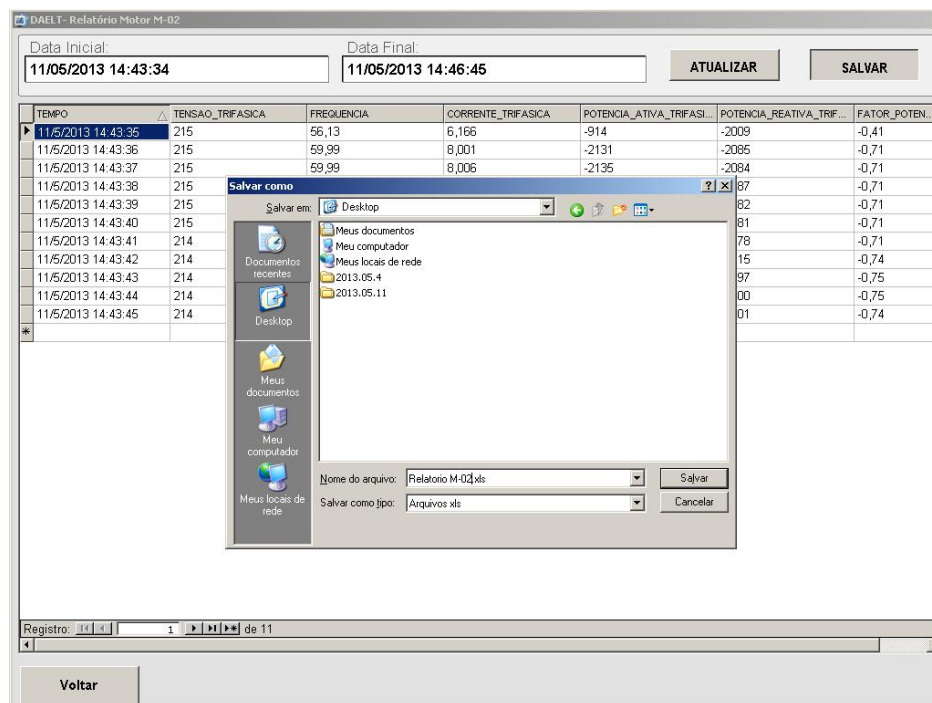 DAELT- Relatório Motor M-02
Data Inicial: Data Final:
11/05/2013 14:43:34 11/05/2013 14:46:45 ATUALIZAR SALVAR
TEMPO TENSAO_TRIFASICA FREQUENCIA CORRENTE_TRIFASICA POTENCIA_ATIVA_TRIFASI... POTENCIA_REATIVA_TRIF... FATOR_POTEN...
11/5/2013 14:43:35 215 56,13 6,166 -914 -2009 -0,41
11/5/2013 14:43:36 215 59,99 8,001 -2131 -2085 -0,71
11/5/2013 14:43:37 215 59,99 8,006 -2135 -2084 -0,71
11/5/2013 14:43:38 215 87 -0,71
11/5/2013 14:43:39 215 82 -0,71
11/5/2013 14:43:40 215 81 -0,71
11/5/2013 14:43:41 214 78 -0,71
11/5/2013 14:43:42 214 15 -0,74
11/5/2013 14:43:43 214 97 -0,75
11/5/2013 14:43:44 214 00 -0,75
11/5/2013 14:43:45 214 01 -0,74
Salvar como
Salvar em: Desktop
Documentos recentes
Desktop
Meus documentos
Meu computador
Meus locais de rede
Meus documentos
Meu computador
Meus locais de rede
2013.05.4
2013.05.11
Nome do arquivo: Relatorio M-02.xls Salvar
Salvar como tipo: Arquivos xls Cancelar
Registro: 1 de 11
Voltar